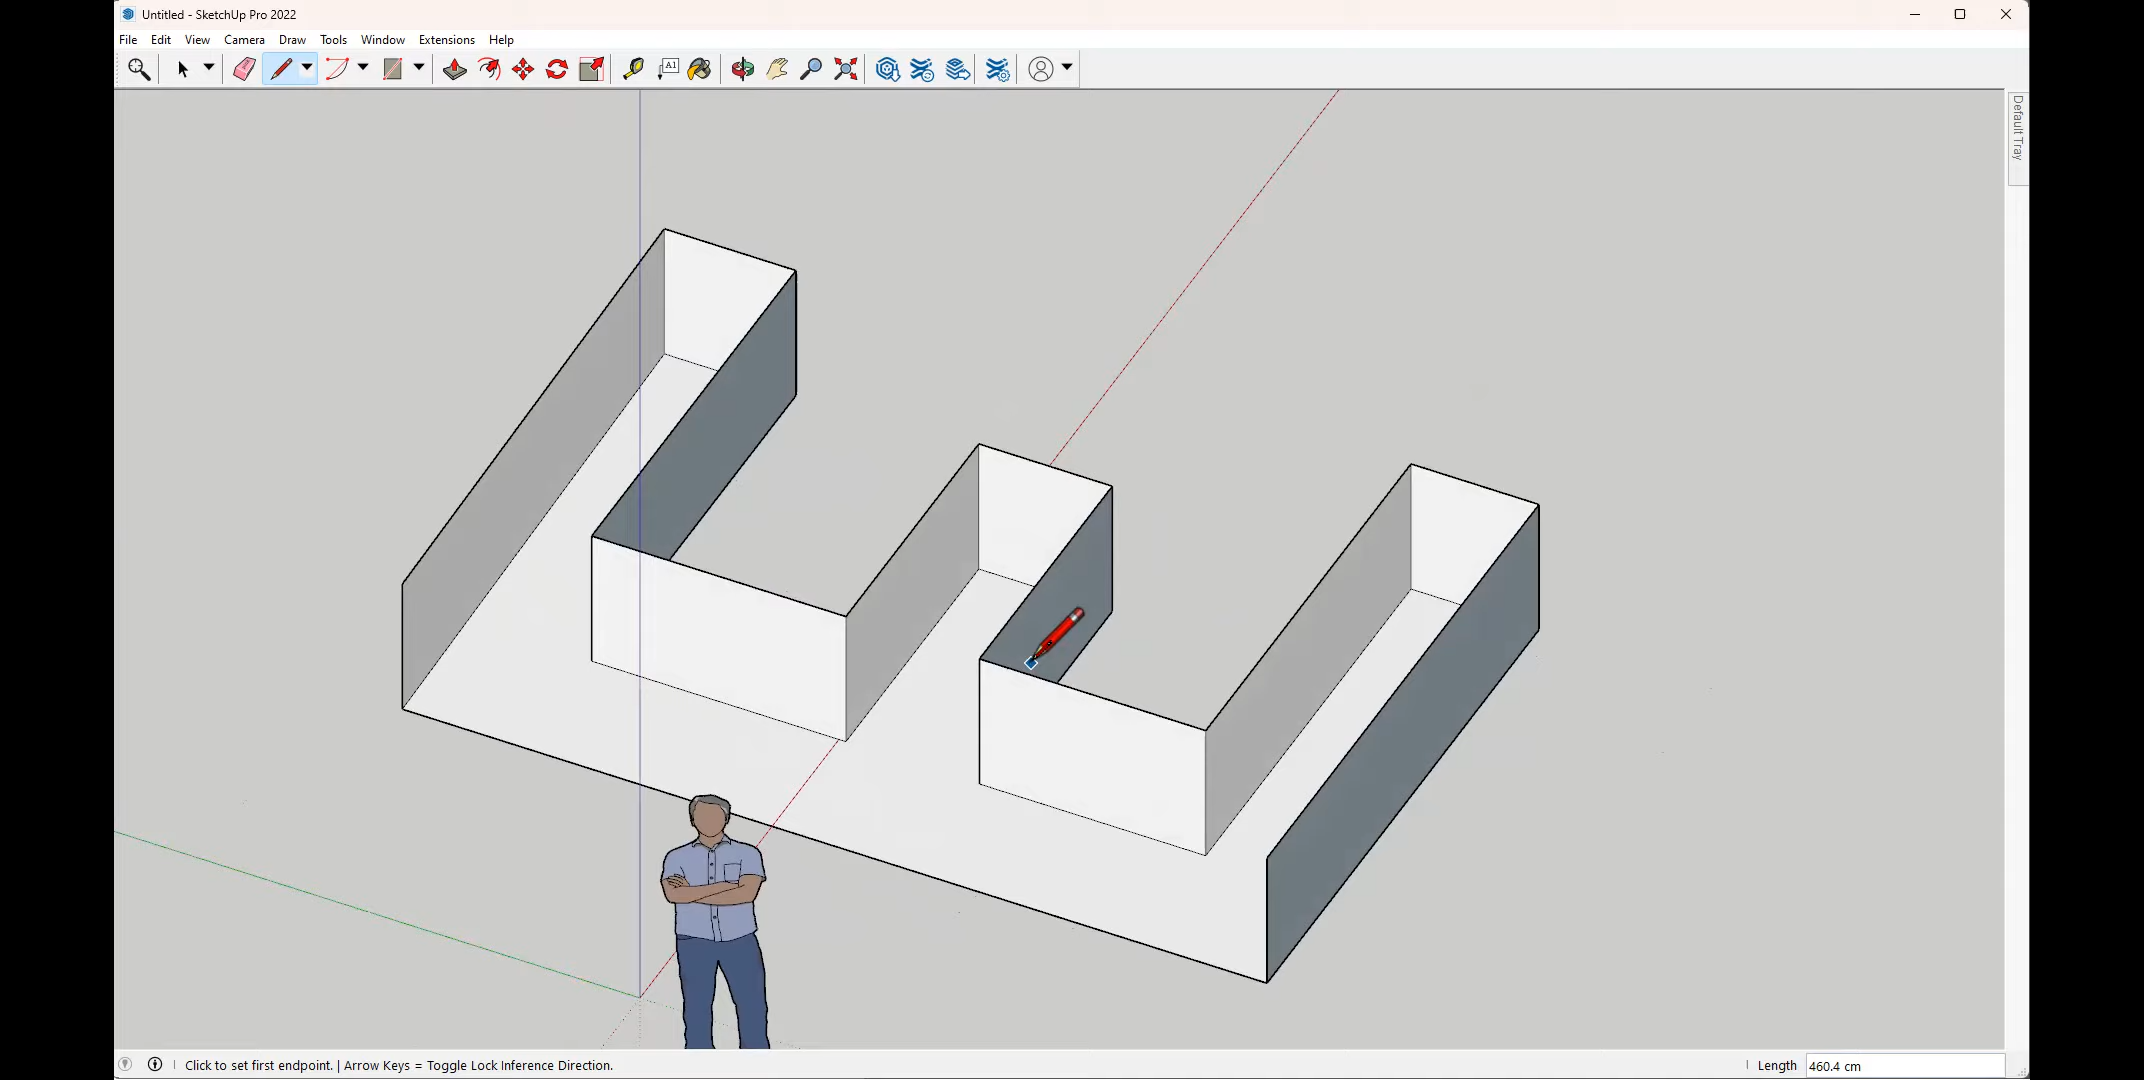 Untitled - SketchUp Pro 2022
File Edit View Camera Draw Tools Window Extensions Help
A1
Default Tray
Click to set first endpoint. | Arrow Keys = Toggle Lock Inference Direction.
Length 460.4 cm